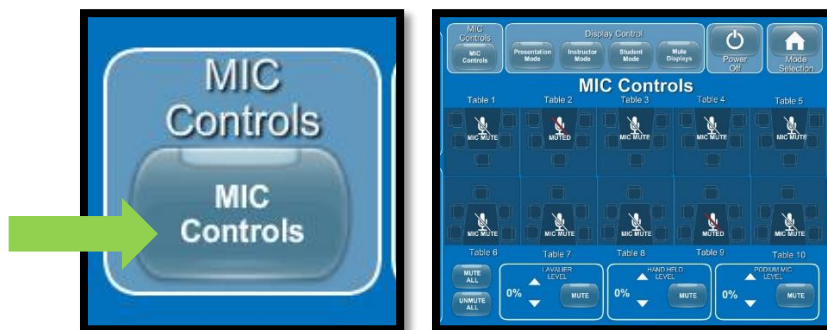 MIC
Controls
MIC
Controls
MIC
Controls
MIC
Controls
Display Control
Presentation
Mode
Instructor
Mode
Student
Mode
Mute
Displays
Power
Off
Mode
Selection
MIC Controls
Table 1
Table 2
Table 3
Table 4
Table 5
MIC MUTE
MUTED
MIC MUTE
MIC MUTE
MIC MUTE
MIC MUTE
MIC MUTE
MIC MUTE
MUTED
MIC MUTE
Table 6
Table 7
Table 8
Table 9
Table 10
MUTE
ALL
UNMUTE
ALL
LAVALIER
LEVEL
0%
MUTE
HAND HELD
LEVEL
0%
MUTE
PODIUM MIC
LEVEL
0%
MUTE